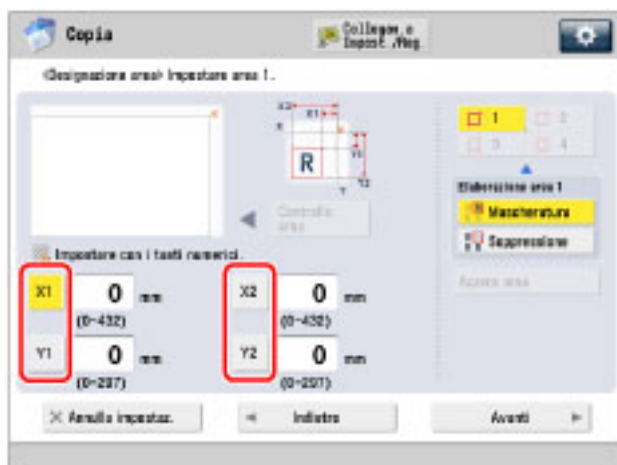 Copia
Collegam. a
Impost./Reg.
<Designazione area> Impostare area 1.
X2
X1
X
Y1
R
Y2
Y
1
2
3
4
Controllo
area
Elaborazione area 1
Mascheratura
Soppressione
Impostare con i tasti numerici.
X1 0 mm
X2 0 mm
(0-432)
(0-432)
Y1 0 mm
Y2 0 mm
(0-297)
(0-297)
Annulla impostaz.
Indietro
Avanti